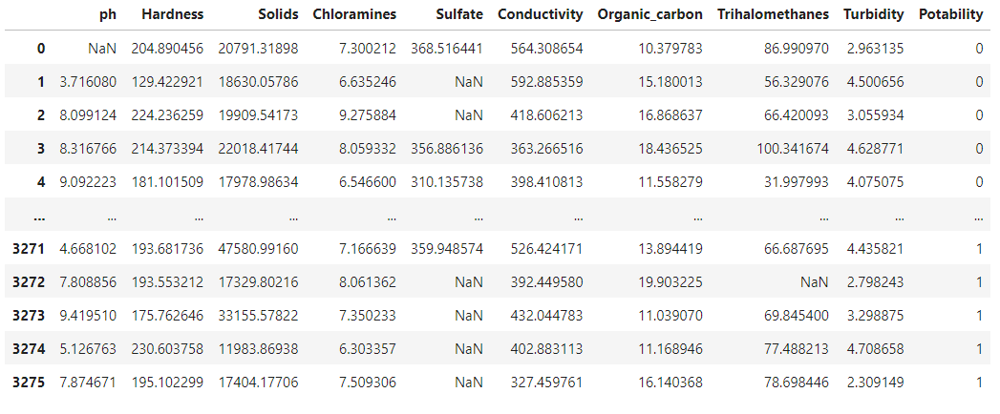 ph Hardness Solids Chloramines Sulfate Conductivity Organic_carbon Trihalomethanes Turbidity Potability
0 NaN 204.890456 20791.31898 7.300212 368.516441 564.308654 10.379783 86.990970 2.963135 0
1 3.716080 129.422921 18630.05786 6.635246 NaN 592.885359 15.180013 56.329076 4.500656 0
2 8.099124 224.236259 19909.54173 9.275884 NaN 418.606213 16.868637 66.420093 3.055934 0
3 8.316766 214.373394 22018.41744 8.059332 356.886136 363.266516 18.436525 100.341674 4.628771 0
4 9.092223 181.101509 17978.98634 6.546600 310.135738 398.410813 11.558279 31.997993 4.075075 0
... ... ... ... ... ... ... ... ... ... ...
3271 4.668102 193.681736 47580.99160 7.166639 359.948574 526.424171 13.894419 66.687695 4.435821 1
3272 7.808856 193.553212 17329.80216 8.061362 NaN 392.449580 19.903225 NaN 2.798243 1
3273 9.419510 175.762646 33155.57822 7.350233 NaN 432.044783 11.039070 69.845400 3.298875 1
3274 5.126763 230.603758 11983.86938 6.303357 NaN 402.883113 11.168946 77.488213 4.708658 1
3275 7.874671 195.102299 17404.17706 7.509306 NaN 327.459761 16.140368 78.698446 2.309149 1